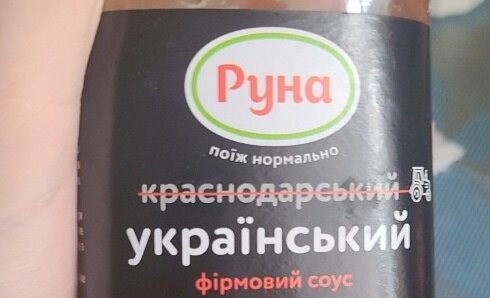 Руна
поїж нормально
краснодарський
український
фірмовий соус